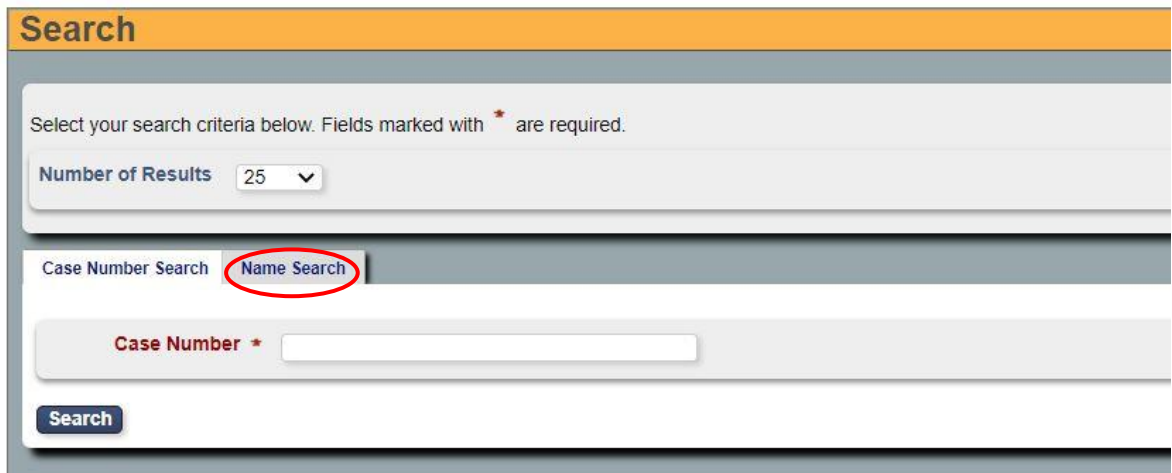 Search
Select your search criteria below. Fields marked with * are required.
Number of Results 25
Case Number Search Name Search
Case Number *
Search